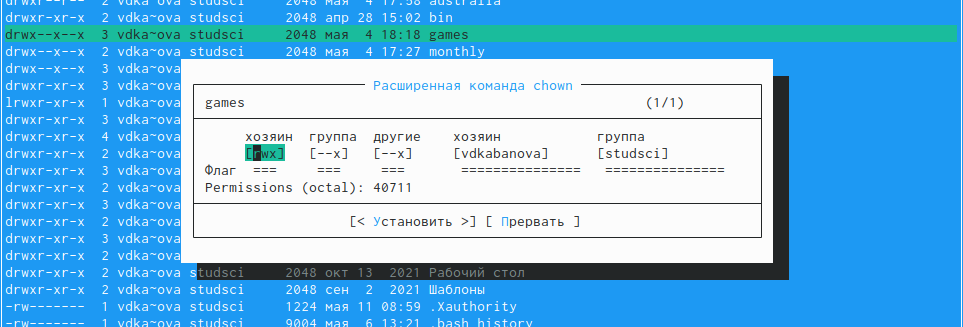 drwxr--r-- 2 vdka~ova studsci 2048 мая 4 17:58 australia
drwxr-xr-x 2 vdka~ova studsci 2048 апр 28 15:02 bin
drwx--x--x 3 vdka~ova studsci 2048 мая 4 18:18 games
drwxr-xr-x 2 vdka~ova studsci 2048 мая 4 17:27 monthly
drwx--x--x 3 vdka~ova
drwxr-xr-x 3 vdka~ova Расширенная команда chown
lrwxr-xr-x 1 vdka~ova games (1/1)
drwxr-xr-x 3 vdka~ova
drwxr-xr-x 4 vdka~ova хозяин группа другие хозяин группа
drwxr-xr-x 2 vdka~ova [rwx] [--x] [--x] [vdkabanova] [studsci]
drwxr-xr-x 3 vdka~ova Флаг === === === =============== ===============
drwxr-xr-x 2 vdka~ova Permissions (octal): 40711
drwxr-xr-x 3 vdka~ova
drwxr-xr-x 2 vdka~ova [< Установить >] [ Прервать ]
drwxr-xr-x 3 vdka~ova
drwxr-xr-x 2 vdka~ova
drwxr-xr-x 2 vdka~ova studsci 2048 окт 13 2021 Рабочий стол
drwxr-xr-x 2 vdka~ova studsci 2048 сен 2 2021 Шаблоны
-rw------- 1 vdka~ova studsci 1224 мая 11 08:59 .Xauthority
-rw------- 1 vdka~ova studsci 9004 мая 6 13:21 .bash_history